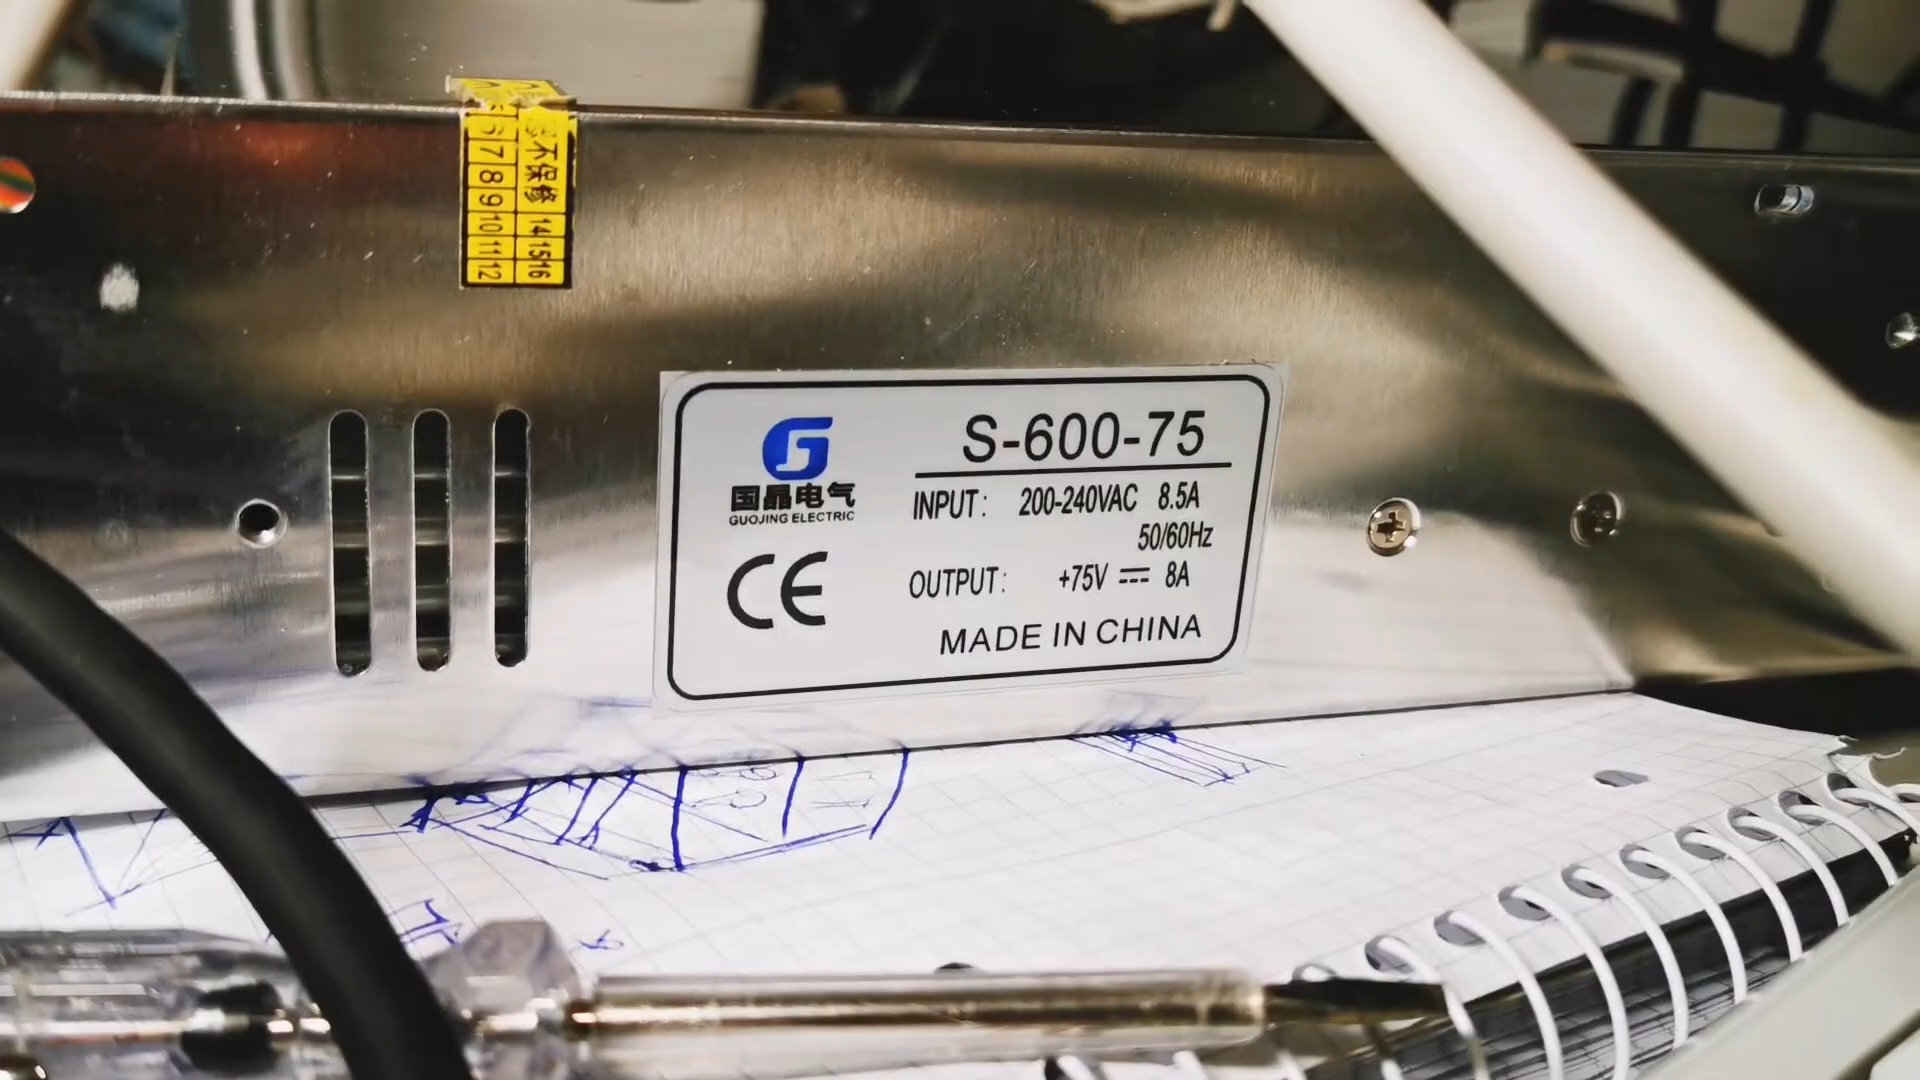 不保修
6 7 8 9 10 11 12
14 15 16
国晶电气
GUOJING ELECTRIC
CE
S-600-75
INPUT: 200-240VAC 8.5A
50/60Hz
OUTPUT: +75V ⎓ 8A
MADE IN CHINA